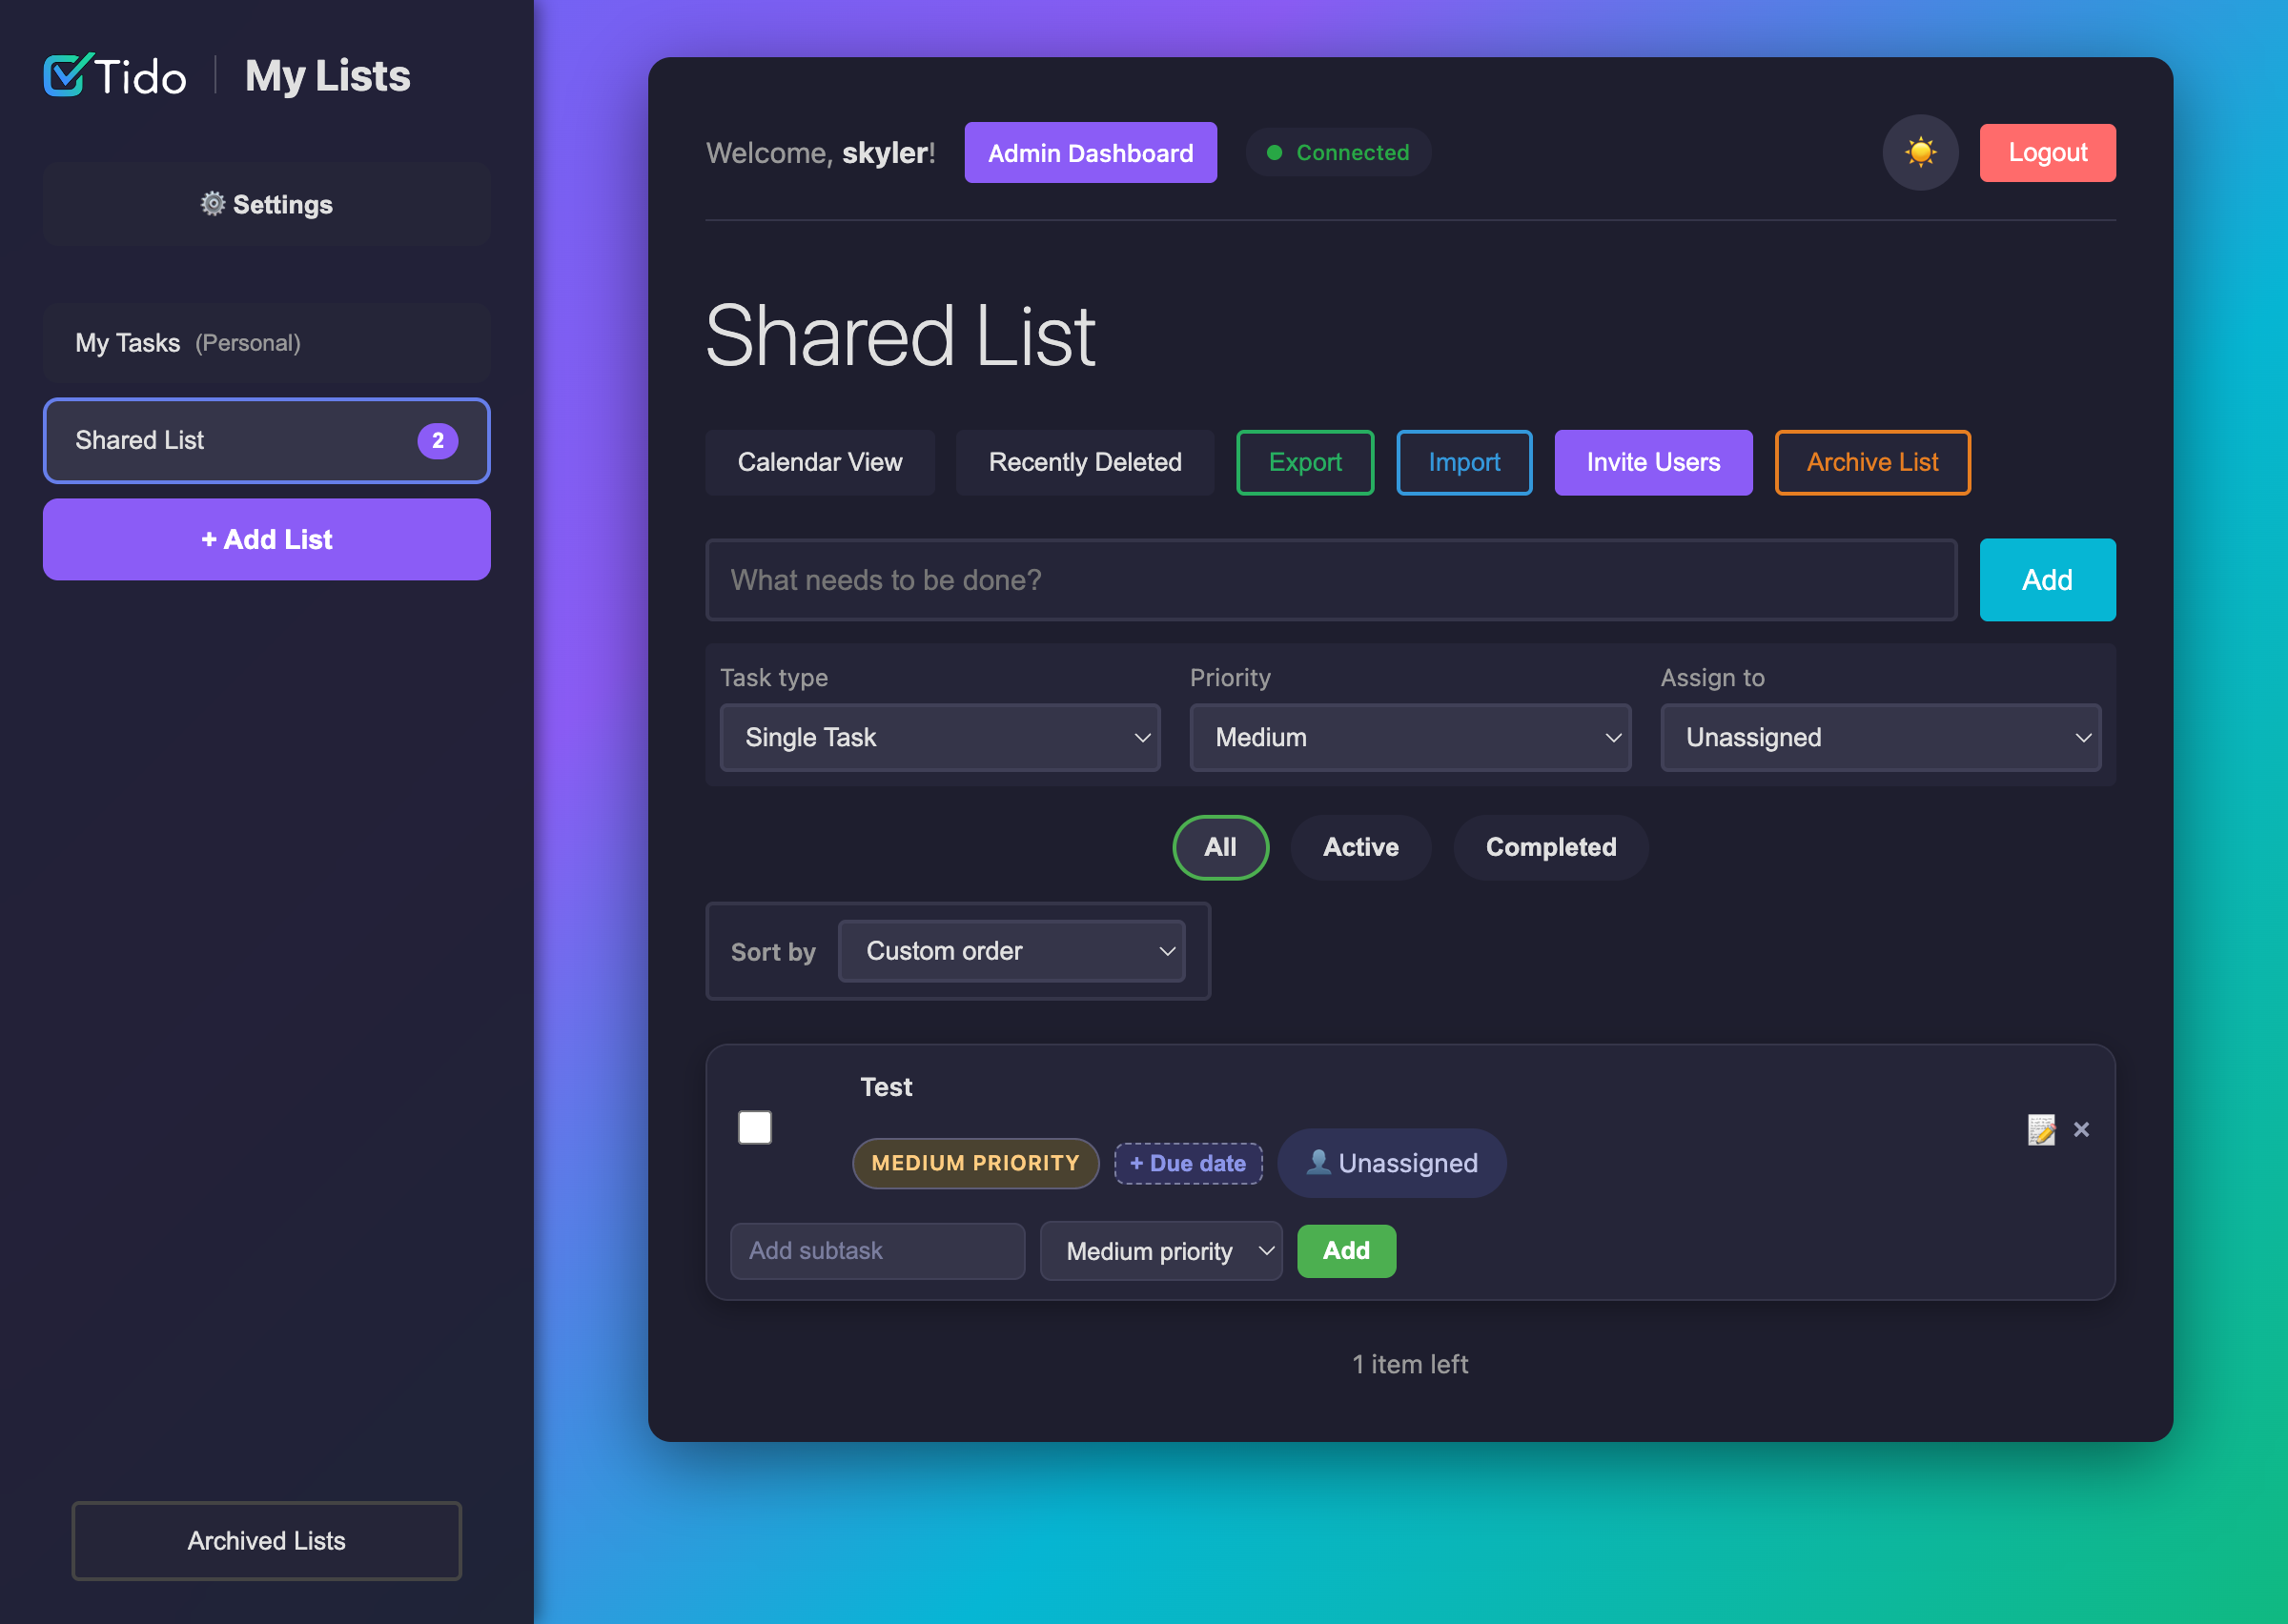 Tido
My Lists
⚙️ Settings
My Tasks (Personal)
Shared List 2
+ Add List
Archived Lists
Welcome, skyler!
Admin Dashboard
Connected
Logout
Shared List
Calendar View
Recently Deleted
Export
Import
Invite Users
Archive List
What needs to be done?
Add
Task type
Single Task
Priority
Medium
Assign to
Unassigned
All
Active
Completed
Sort by
Custom order
Test
MEDIUM PRIORITY
+ Due date
👤 Unassigned
📝 ×
Add subtask
Medium priority
Add
1 item left